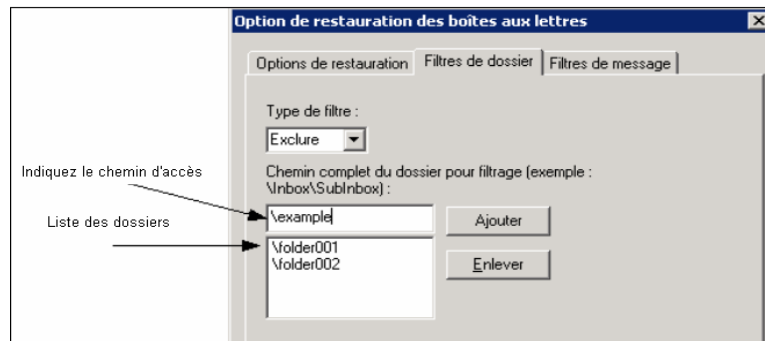 Option de restauration des boîtes aux lettres
Options de restauration Filtres de dossier Filtres de message
Type de filtre :
Exclure
Indiquez le chemin d'accès
Chemin complet du dossier pour filtrage (exemple :
\Inbox\SubInbox) :
\example
Ajouter
Liste des dossiers
\folder001
\folder002
Enlever